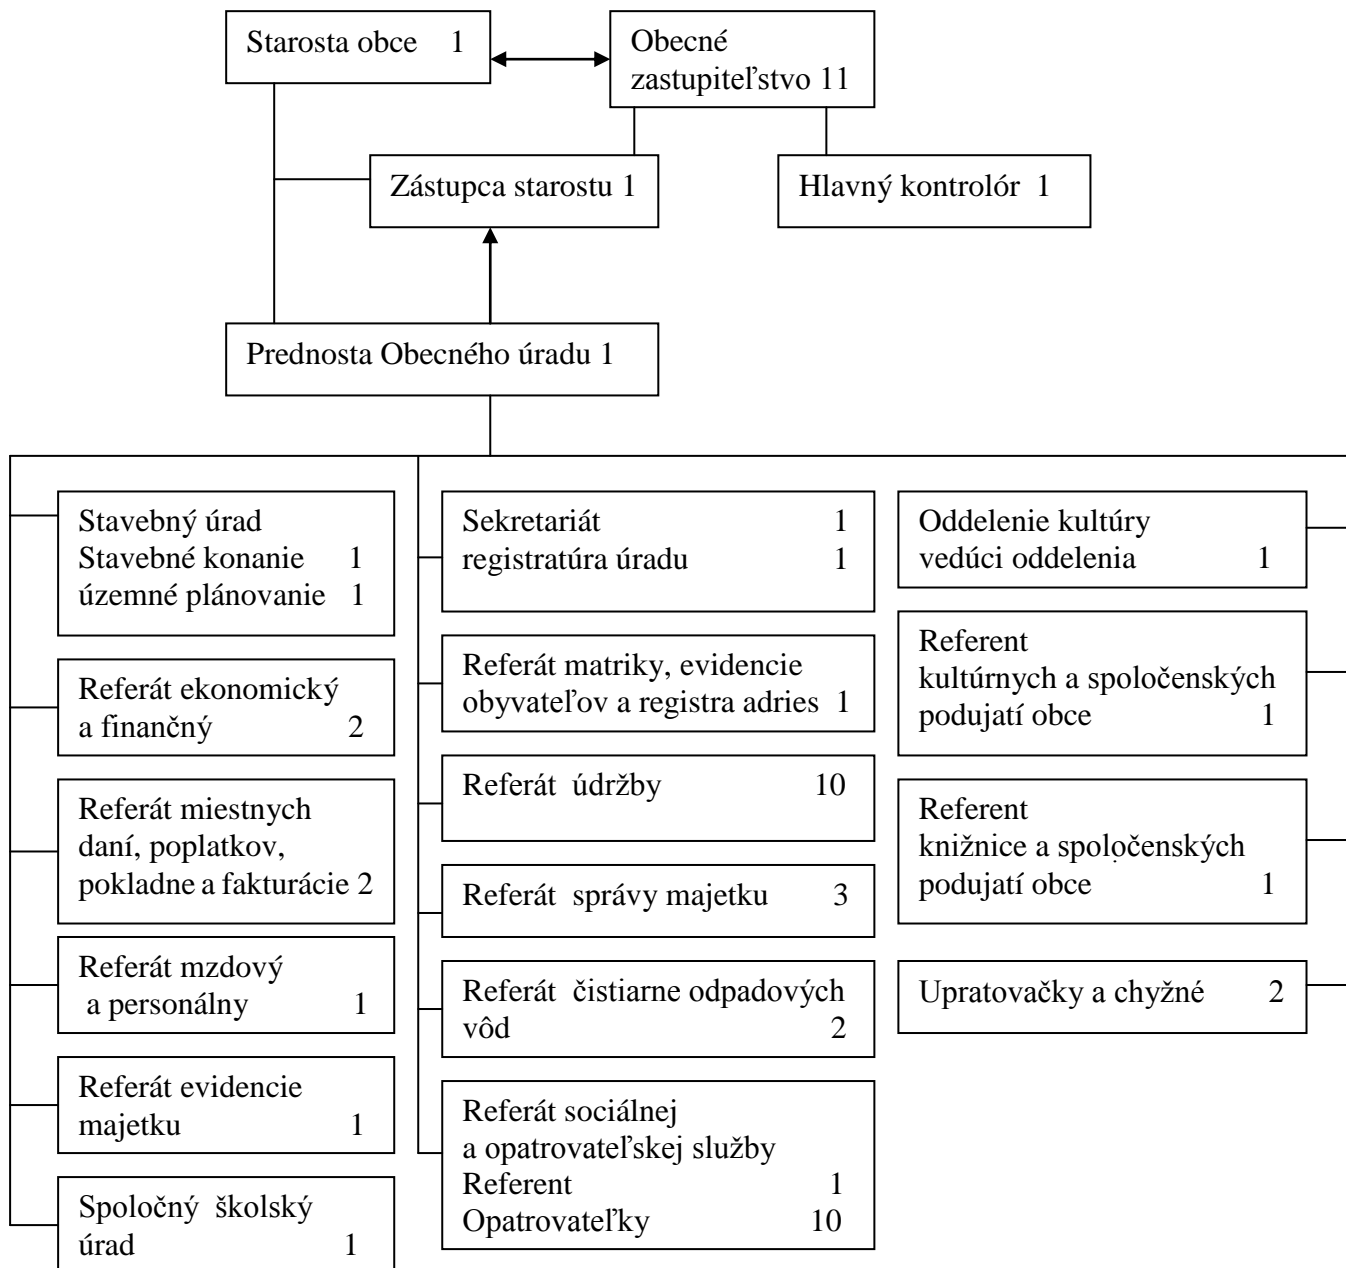 Starosta obce 1
Obecné
zastupiteľstvo 11
Zástupca starostu 1
Hlavný kontrolór 1
Prednosta Obecného úradu 1
Stavebný úrad
Stavebné konanie 1
územné plánovanie 1
Referát ekonomický
a finančný 2
Referát miestnych
daní, poplatkov,
pokladne a fakturácie 2
Referát mzdový
a personálny 1
Referát evidencie
majetku 1
Spoločný školský
úrad 1
Sekretariát 1
registratúra úradu 1
Referát matriky, evidencie
obyvateľov a registra adries 1
Referát údržby 10
Referát správy majetku 3
Referát čistiarne odpadových
vôd 2
Referát sociálnej
a opatrovateľskej služby
Referent 1
Opatrovateľky 10
Oddelenie kultúry
vedúci oddelenia 1
Referent
kultúrnych a spoločenských
podujatí obce 1
Referent
knižnice a spoločenských
podujatí obce 1
Upratovačky a chyžné 2